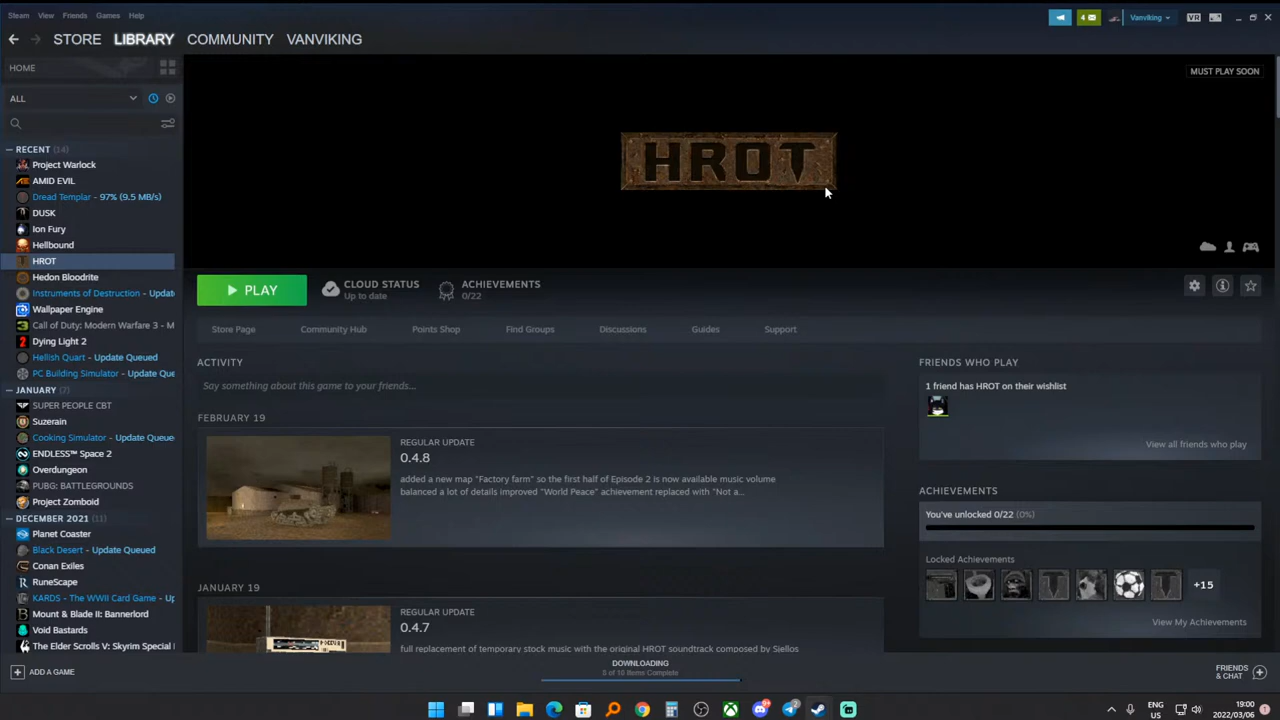 Steam View Friends Games Help
4 Vanviking VR
STORE LIBRARY COMMUNITY VANVIKING
HOME
MUST PLAY SOON
ALL
HROT
RECENT (14)
Project Warlock
AMID EVIL
Dread Templar - 97% (9.5 MB/s)
DUSK
Ion Fury
Hellbound
HROT
Hedon Bloodrite
Instruments of Destruction - Updat
Wallpaper Engine
Call of Duty: Modern Warfare 3 - M
Dying Light 2
Hellish Quart - Update Queued
PC Building Simulator - Update Que
JANUARY (7)
SUPER PEOPLE CBT
Suzerain
Cooking Simulator - Update Queue
ENDLESS™ Space 2
Overdungeon
PUBG: BATTLEGROUNDS
Project Zomboid
DECEMBER 2021 (11)
Planet Coaster
Black Desert - Update Queued
Conan Exiles
RuneScape
KARDS - The WWII Card Game - Up
Mount & Blade II: Bannerlord
Void Bastards
The Elder Scrolls V: Skyrim Special
PLAY
CLOUD STATUS
Up to date
ACHIEVEMENTS
0/22
Store Page Community Hub Points Shop Find Groups Discussions Guides Support
ACTIVITY
Say something about this game to your friends...
FEBRUARY 19
REGULAR UPDATE
0.4.8
added a new map "Factory farm" so the first half of Episode 2 is now available music volume
balanced a lot of details improved "World Peace" achievement replaced with "Not a...
JANUARY 19
REGULAR UPDATE
0.4.7
full replacement of temporary stock music with the original HROT soundtrack composed by Siellos
FRIENDS WHO PLAY
1 friend has HROT on their wishlist
View all friends who play
ACHIEVEMENTS
You've unlocked 0/22 (0%)
Locked Achievements
+15
View My Achievements
ADD A GAME
DOWNLOADING
FRIENDS
& CHAT
ENG
US
19:00
2022/03/06